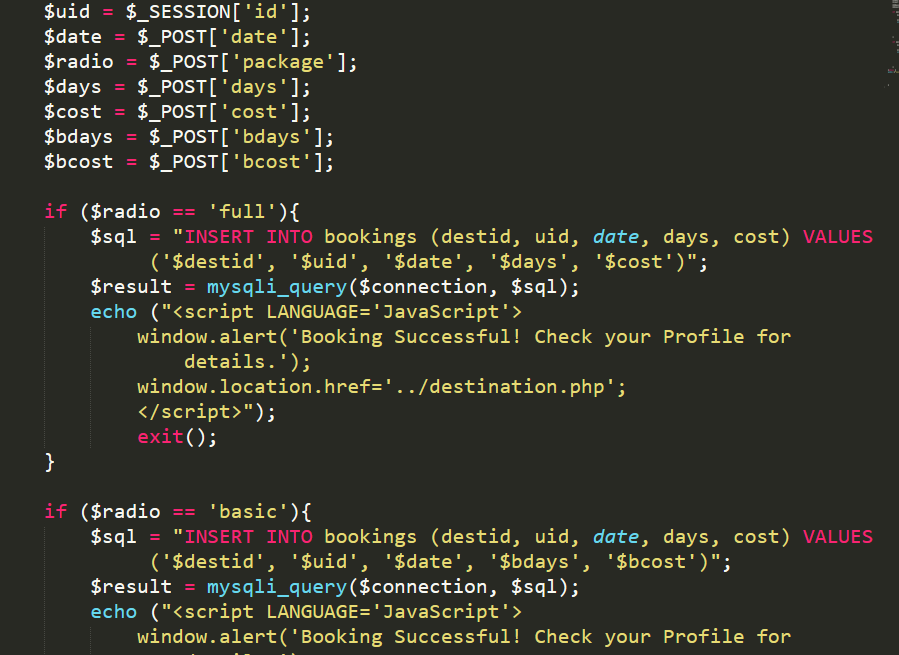 $uid = $_SESSION['id'];
$date = $_POST['date'];
$radio = $_POST['package'];
$days = $_POST['days'];
$cost = $_POST['cost'];
$bdays = $_POST['bdays'];
$bcost = $_POST['bcost'];
if ($radio == 'full'){
$sql = "INSERT INTO bookings (destid, uid, date, days, cost) VALUES
('$destid', '$uid', '$date', '$days', '$cost')";
$result = mysqli_query($connection, $sql);
echo ("<script LANGUAGE='JavaScript'>
window.alert('Booking Successful! Check your Profile for
details.');
window.location.href='../destination.php';
</script>");
exit();
}
if ($radio == 'basic'){
$sql = "INSERT INTO bookings (destid, uid, date, days, cost) VALUES
('$destid', '$uid', '$date', '$bdays', '$bcost')";
$result = mysqli_query($connection, $sql);
echo ("<script LANGUAGE='JavaScript'>
window.alert('Booking Successful! Check your Profile for